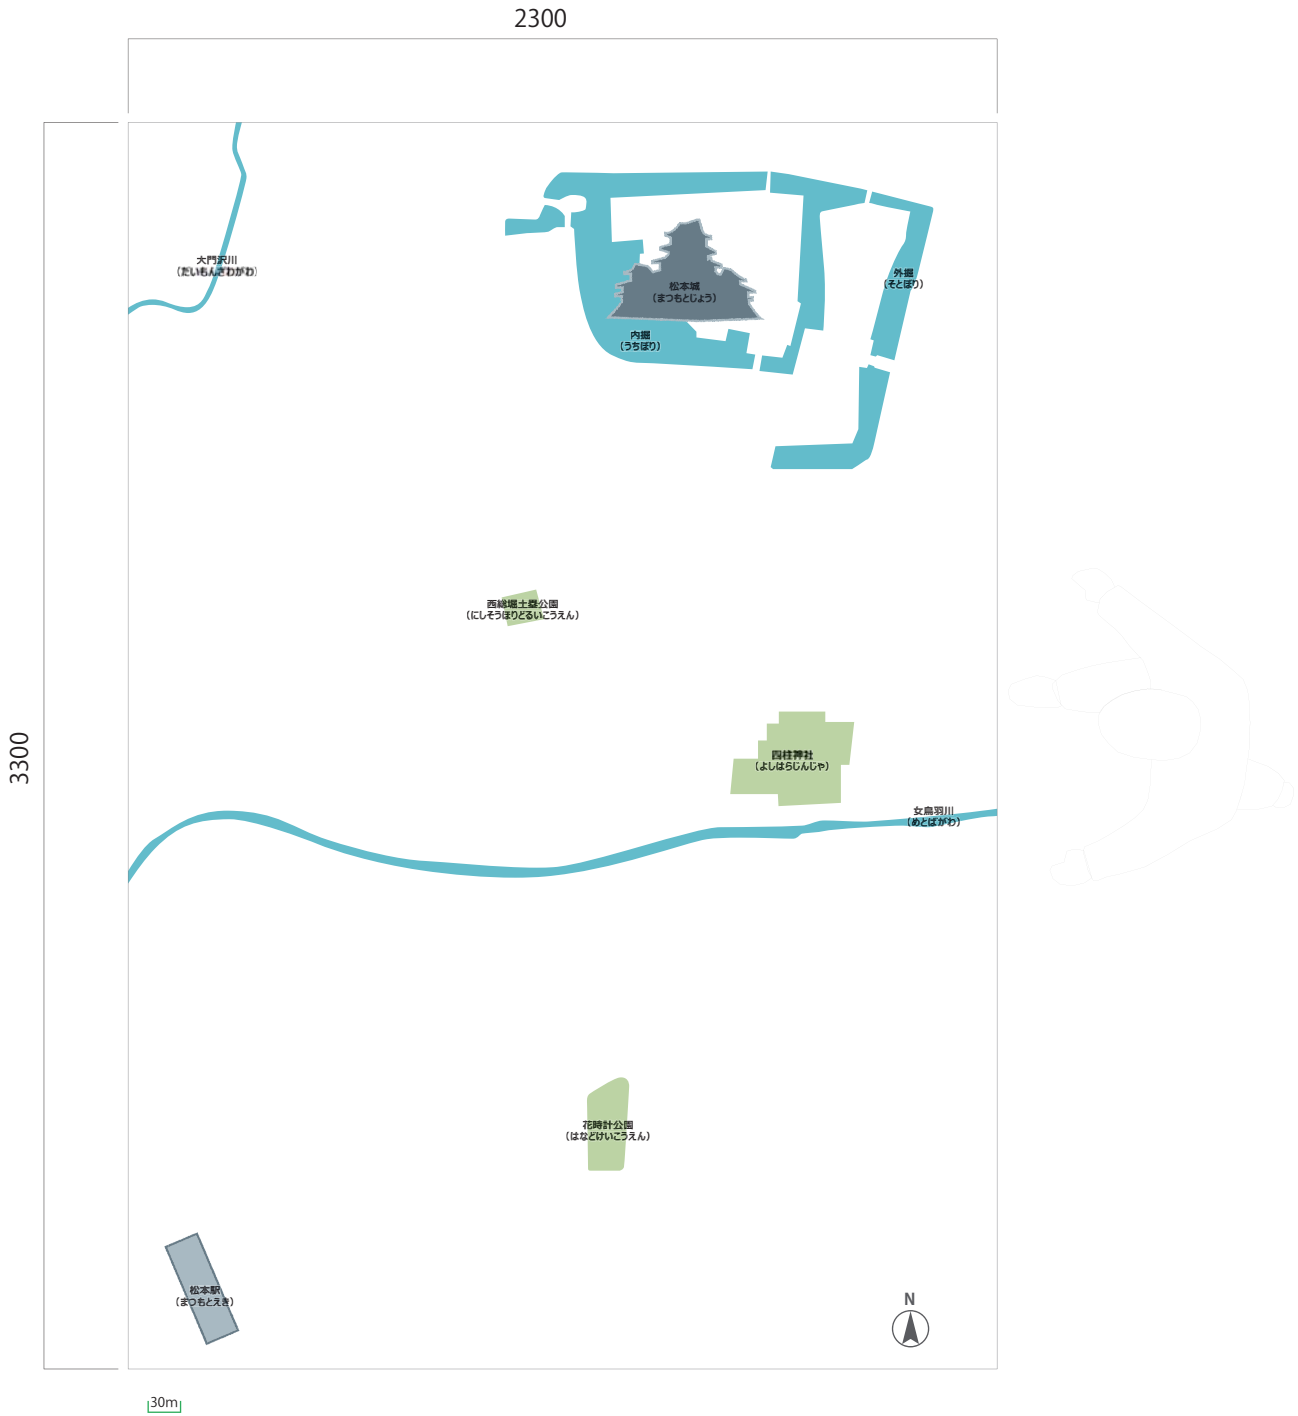 2300
3300
大門沢川
（だいもんざわがわ）
松本城
（まつもとじょう）
外掘
（そとぼり）
内掘
（うちぼり）
西総堀土塁公園
（にしそうぼりどるいこうえん）
四柱神社
（よしはらじんじゃ）
女鳥羽川
（めとばがわ）
花時計公園
（はなどけいこうえん）
松本駅
（まつもとえき）
N
30m